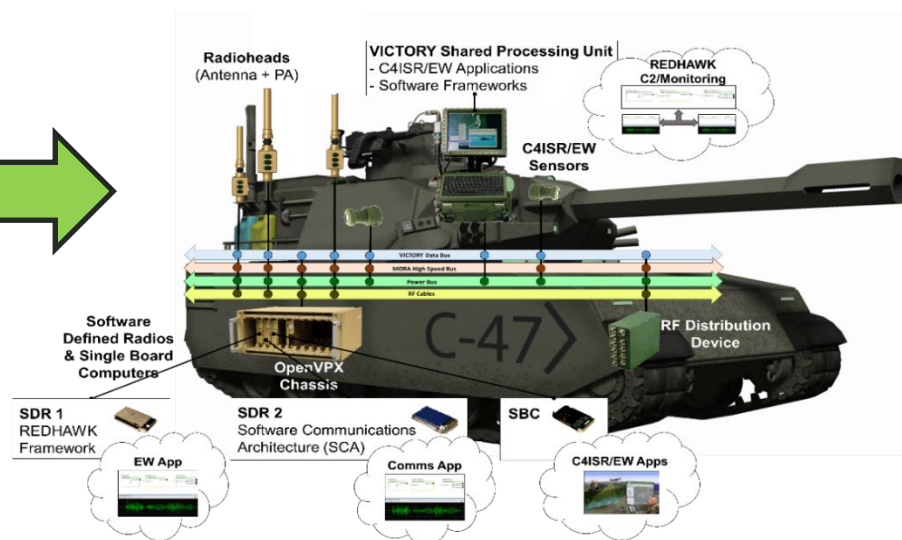 Radioheads
(Antenna + PA)
VICTORY Shared Processing Unit
- C4ISR/EW Applications
- Software Frameworks
REDHAWK
C2/Monitoring
C4ISR/EW
Sensors
VICTORY Data Bus
MORA High Speed Bus
Power Bus
RF Cables
Software
Defined Radios
& Single Board
Computers
OpenVPX
Chassis
C-47
RF Distribution
Device
SDR 1
REDHAWK
Framework
SDR 2
Software Communications
Architecture (SCA)
SBC
EW App
Comms App
C4ISR/EW Apps